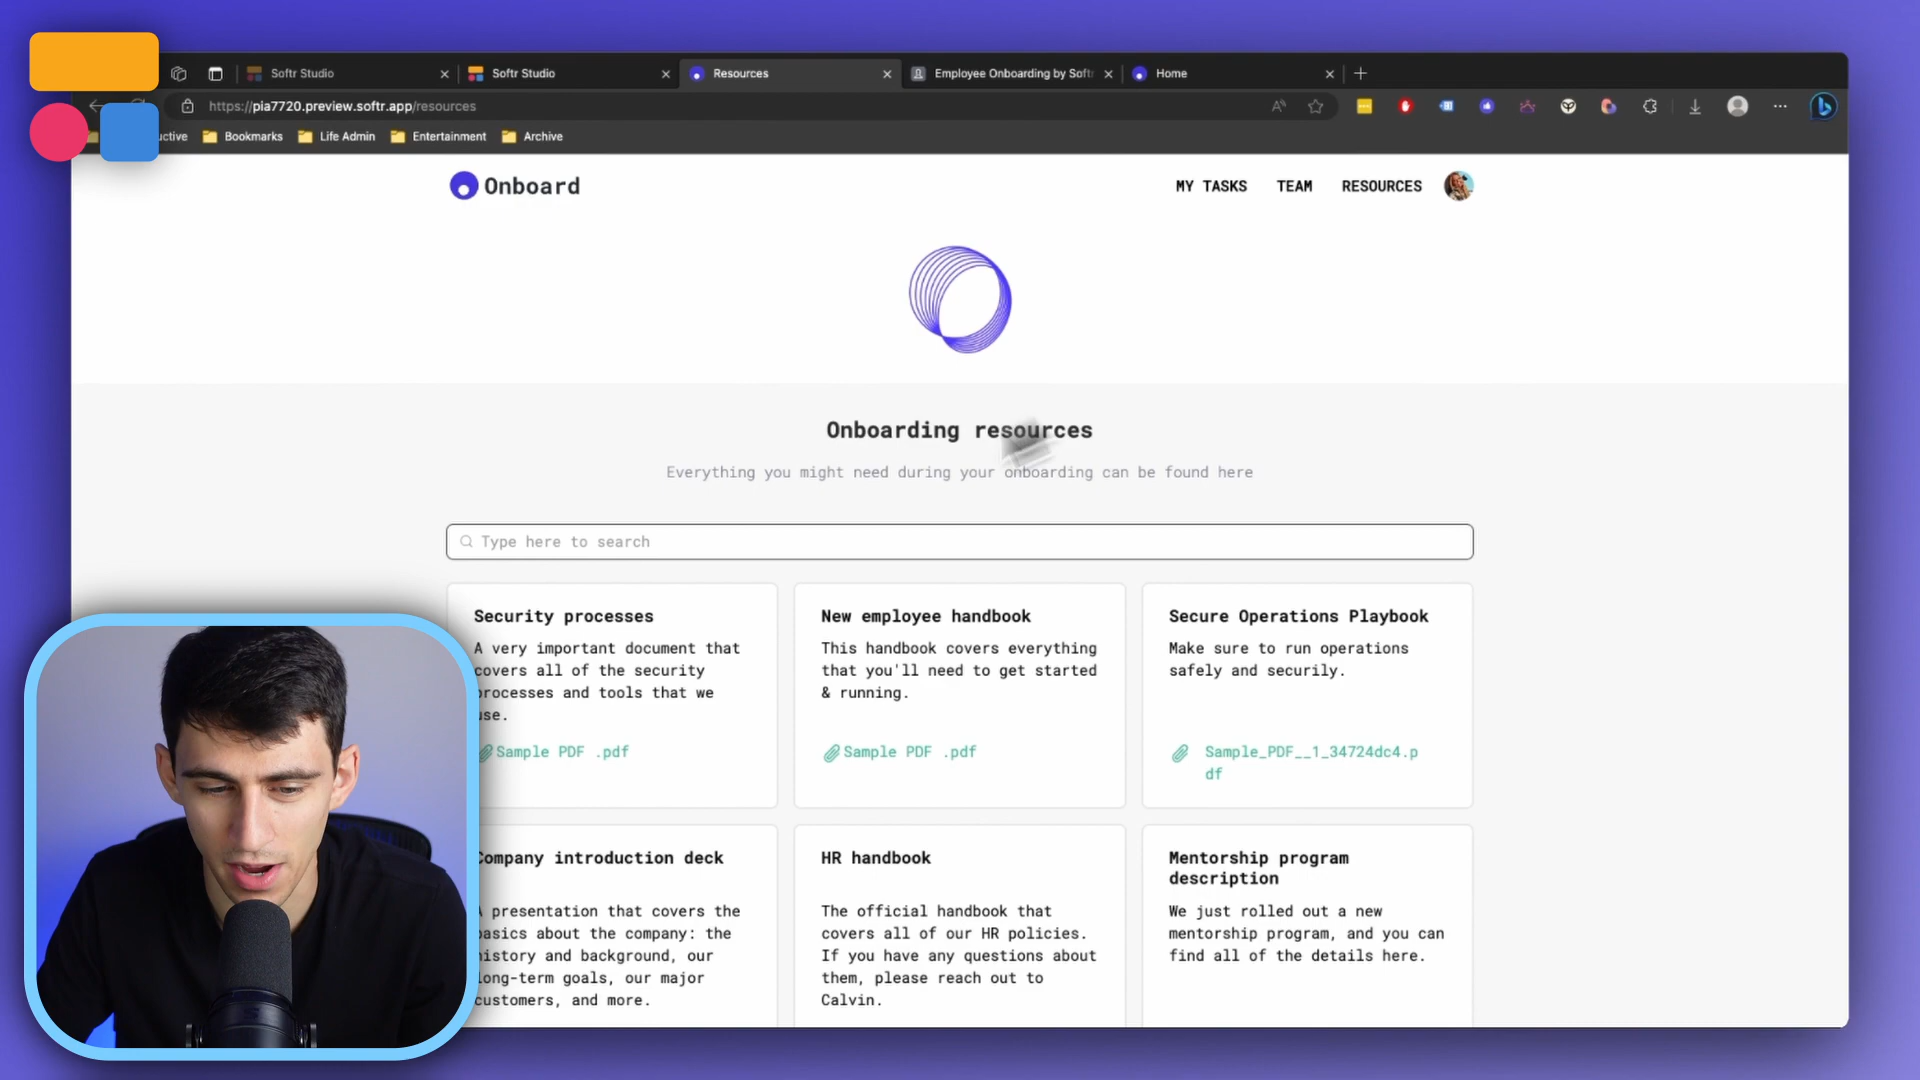 Softr Studio
Softr Studio
Resources
Employee Onboarding by Softr
Home
https://pia7720.preview.softr.app/resources
Bookmarks
Life Admin
Entertainment
Archive
Onboard
MY TASKS
TEAM
RESOURCES
Onboarding resources
Everything you might need during your onboarding can be found here
Type here to search
Security processes
A very important document that
covers all of the security
processes and tools that we
use.
Sample PDF .pdf
New employee handbook
This handbook covers everything
that you'll need to get started
& running.
Sample PDF .pdf
Secure Operations Playbook
Make sure to run operations
safely and securily.
Sample_PDF__1_34724dc4.p
df
Company introduction deck
A presentation that covers the
basics about the company: the
history and background, our
long-term goals, our major
customers, and more.
HR handbook
The official handbook that
covers all of our HR policies.
If you have any questions about
them, please reach out to
Calvin.
Mentorship program
description
We just rolled out a new
mentorship program, and you can
find all of the details here.